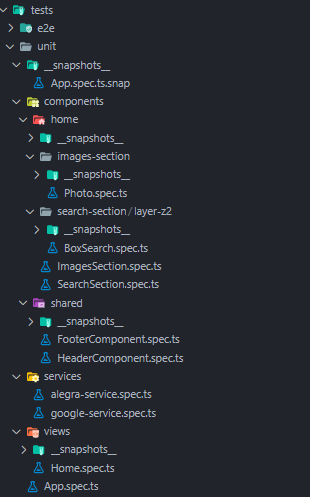 tests
e2e
unit
__snapshots__
App.spec.ts.snap
components
home
__snapshots__
images-section
__snapshots__
Photo.spec.ts
search-section/layer-z2
__snapshots__
BoxSearch.spec.ts
ImagesSection.spec.ts
SearchSection.spec.ts
shared
__snapshots__
FooterComponent.spec.ts
HeaderComponent.spec.ts
services
alegra-service.spec.ts
google-service.spec.ts
views
__snapshots__
Home.spec.ts
App.spec.ts